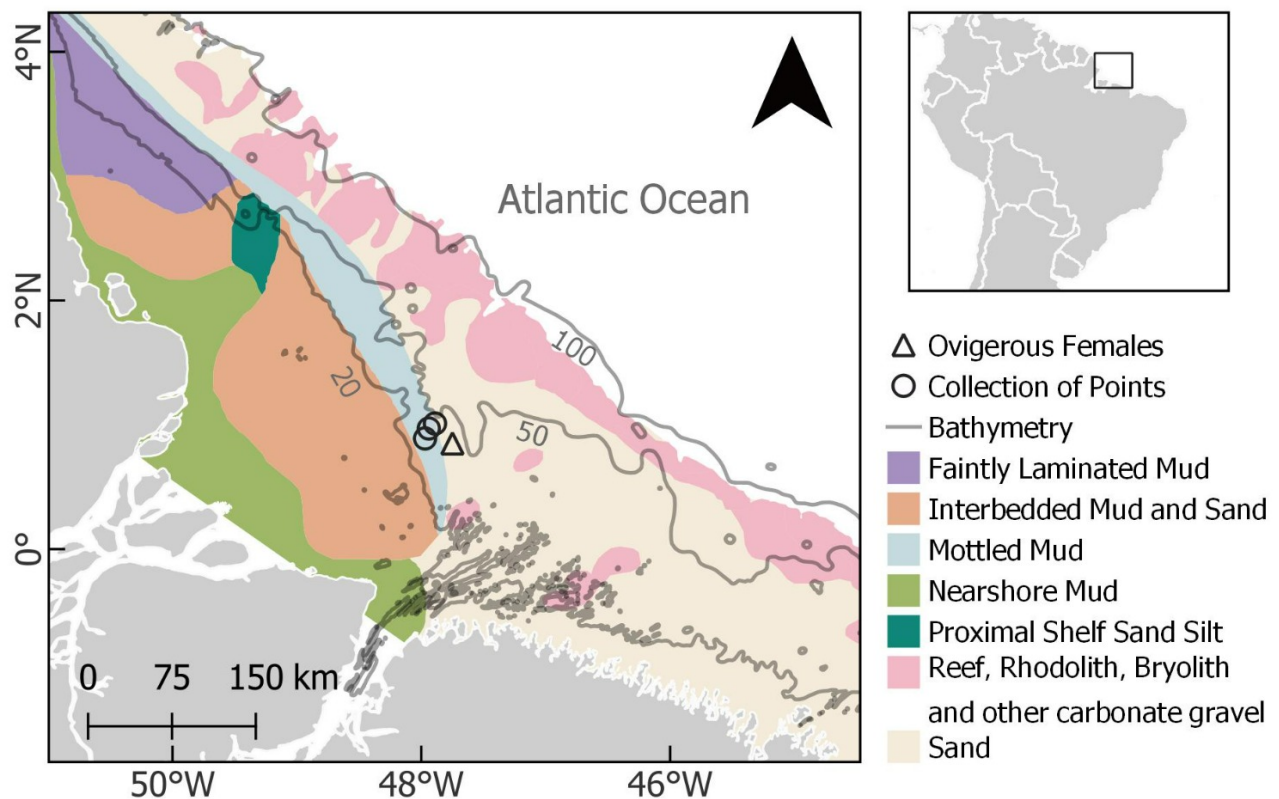 4°N
2°N
0°
50°W
48°W
46°W
Atlantic Ocean
100
50
20
0 75 150 km
Ovigerous Females
Collection of Points
Bathymetry
Faintly Laminated Mud
Interbedded Mud and Sand
Mottled Mud
Nearshore Mud
Proximal Shelf Sand Silt
Reef, Rhodolith, Bryolith
and other carbonate gravel
Sand